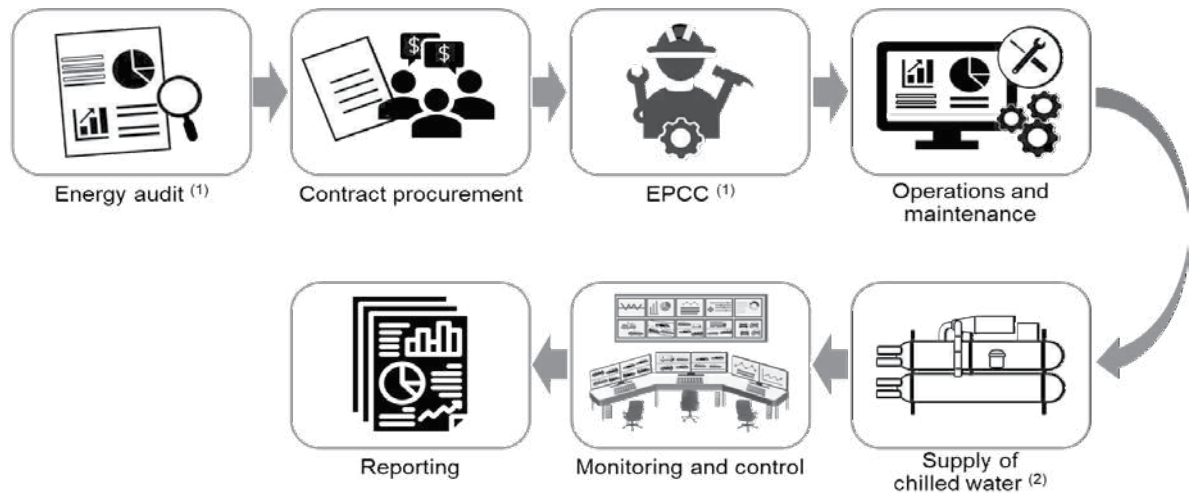 $ $
Energy audit (1)
Contract procurement
EPCC (1)
Operations and
maintenance
Reporting
Monitoring and control
Supply of
chilled water (2)